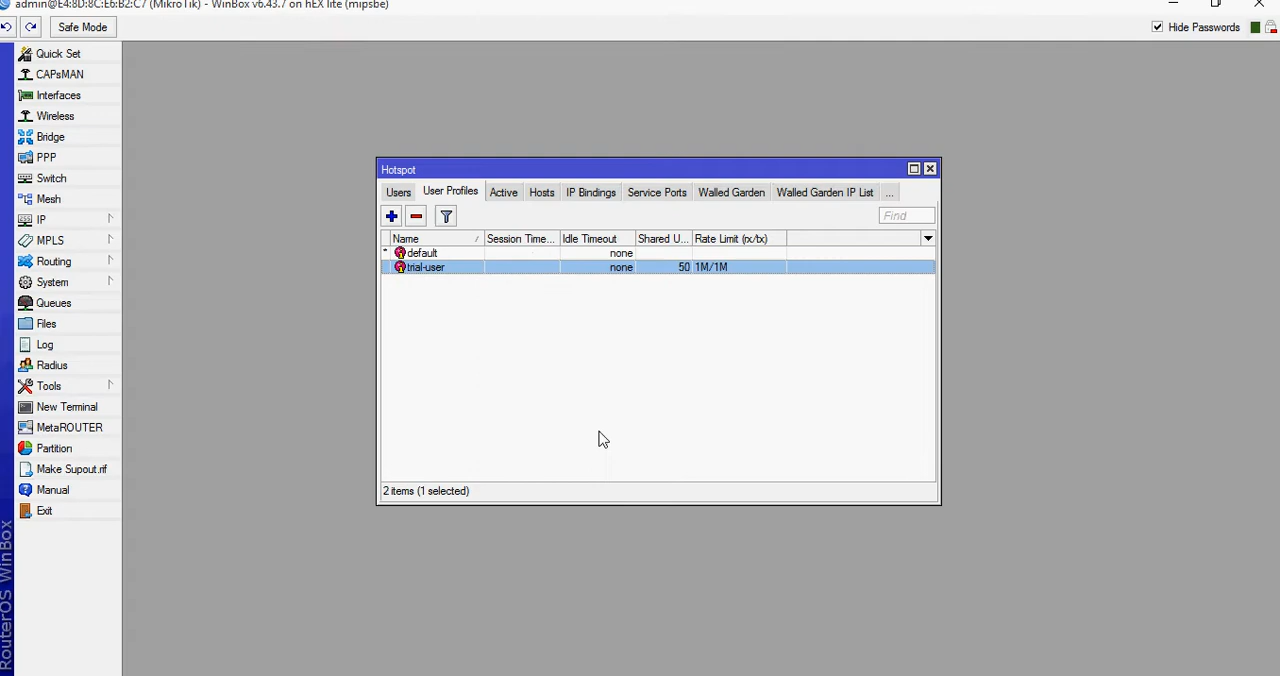 admin@E4:8D:8C:E6:B2:C7 (MikroTik) - WinBox v6.43.7 on hEX lite (mipsbe)
Safe Mode
Hide Passwords
Quick Set
CAPsMAN
Interfaces
Wireless
Bridge
PPP
Switch
Mesh
IP
MPLS
Routing
System
Queues
Files
Log
Radius
Tools
New Terminal
MetaROUTER
Partition
Make Supout.rif
Manual
Exit
RouterOS WinBox
Hotspot
Users User Profiles Active Hosts IP Bindings Service Ports Walled Garden Walled Garden IP List ...
Find
Name / Session Time... Idle Timeout Shared U... Rate Limit (rx/tx)
* default none
trial-user none 50 1M/1M
2 items (1 selected)